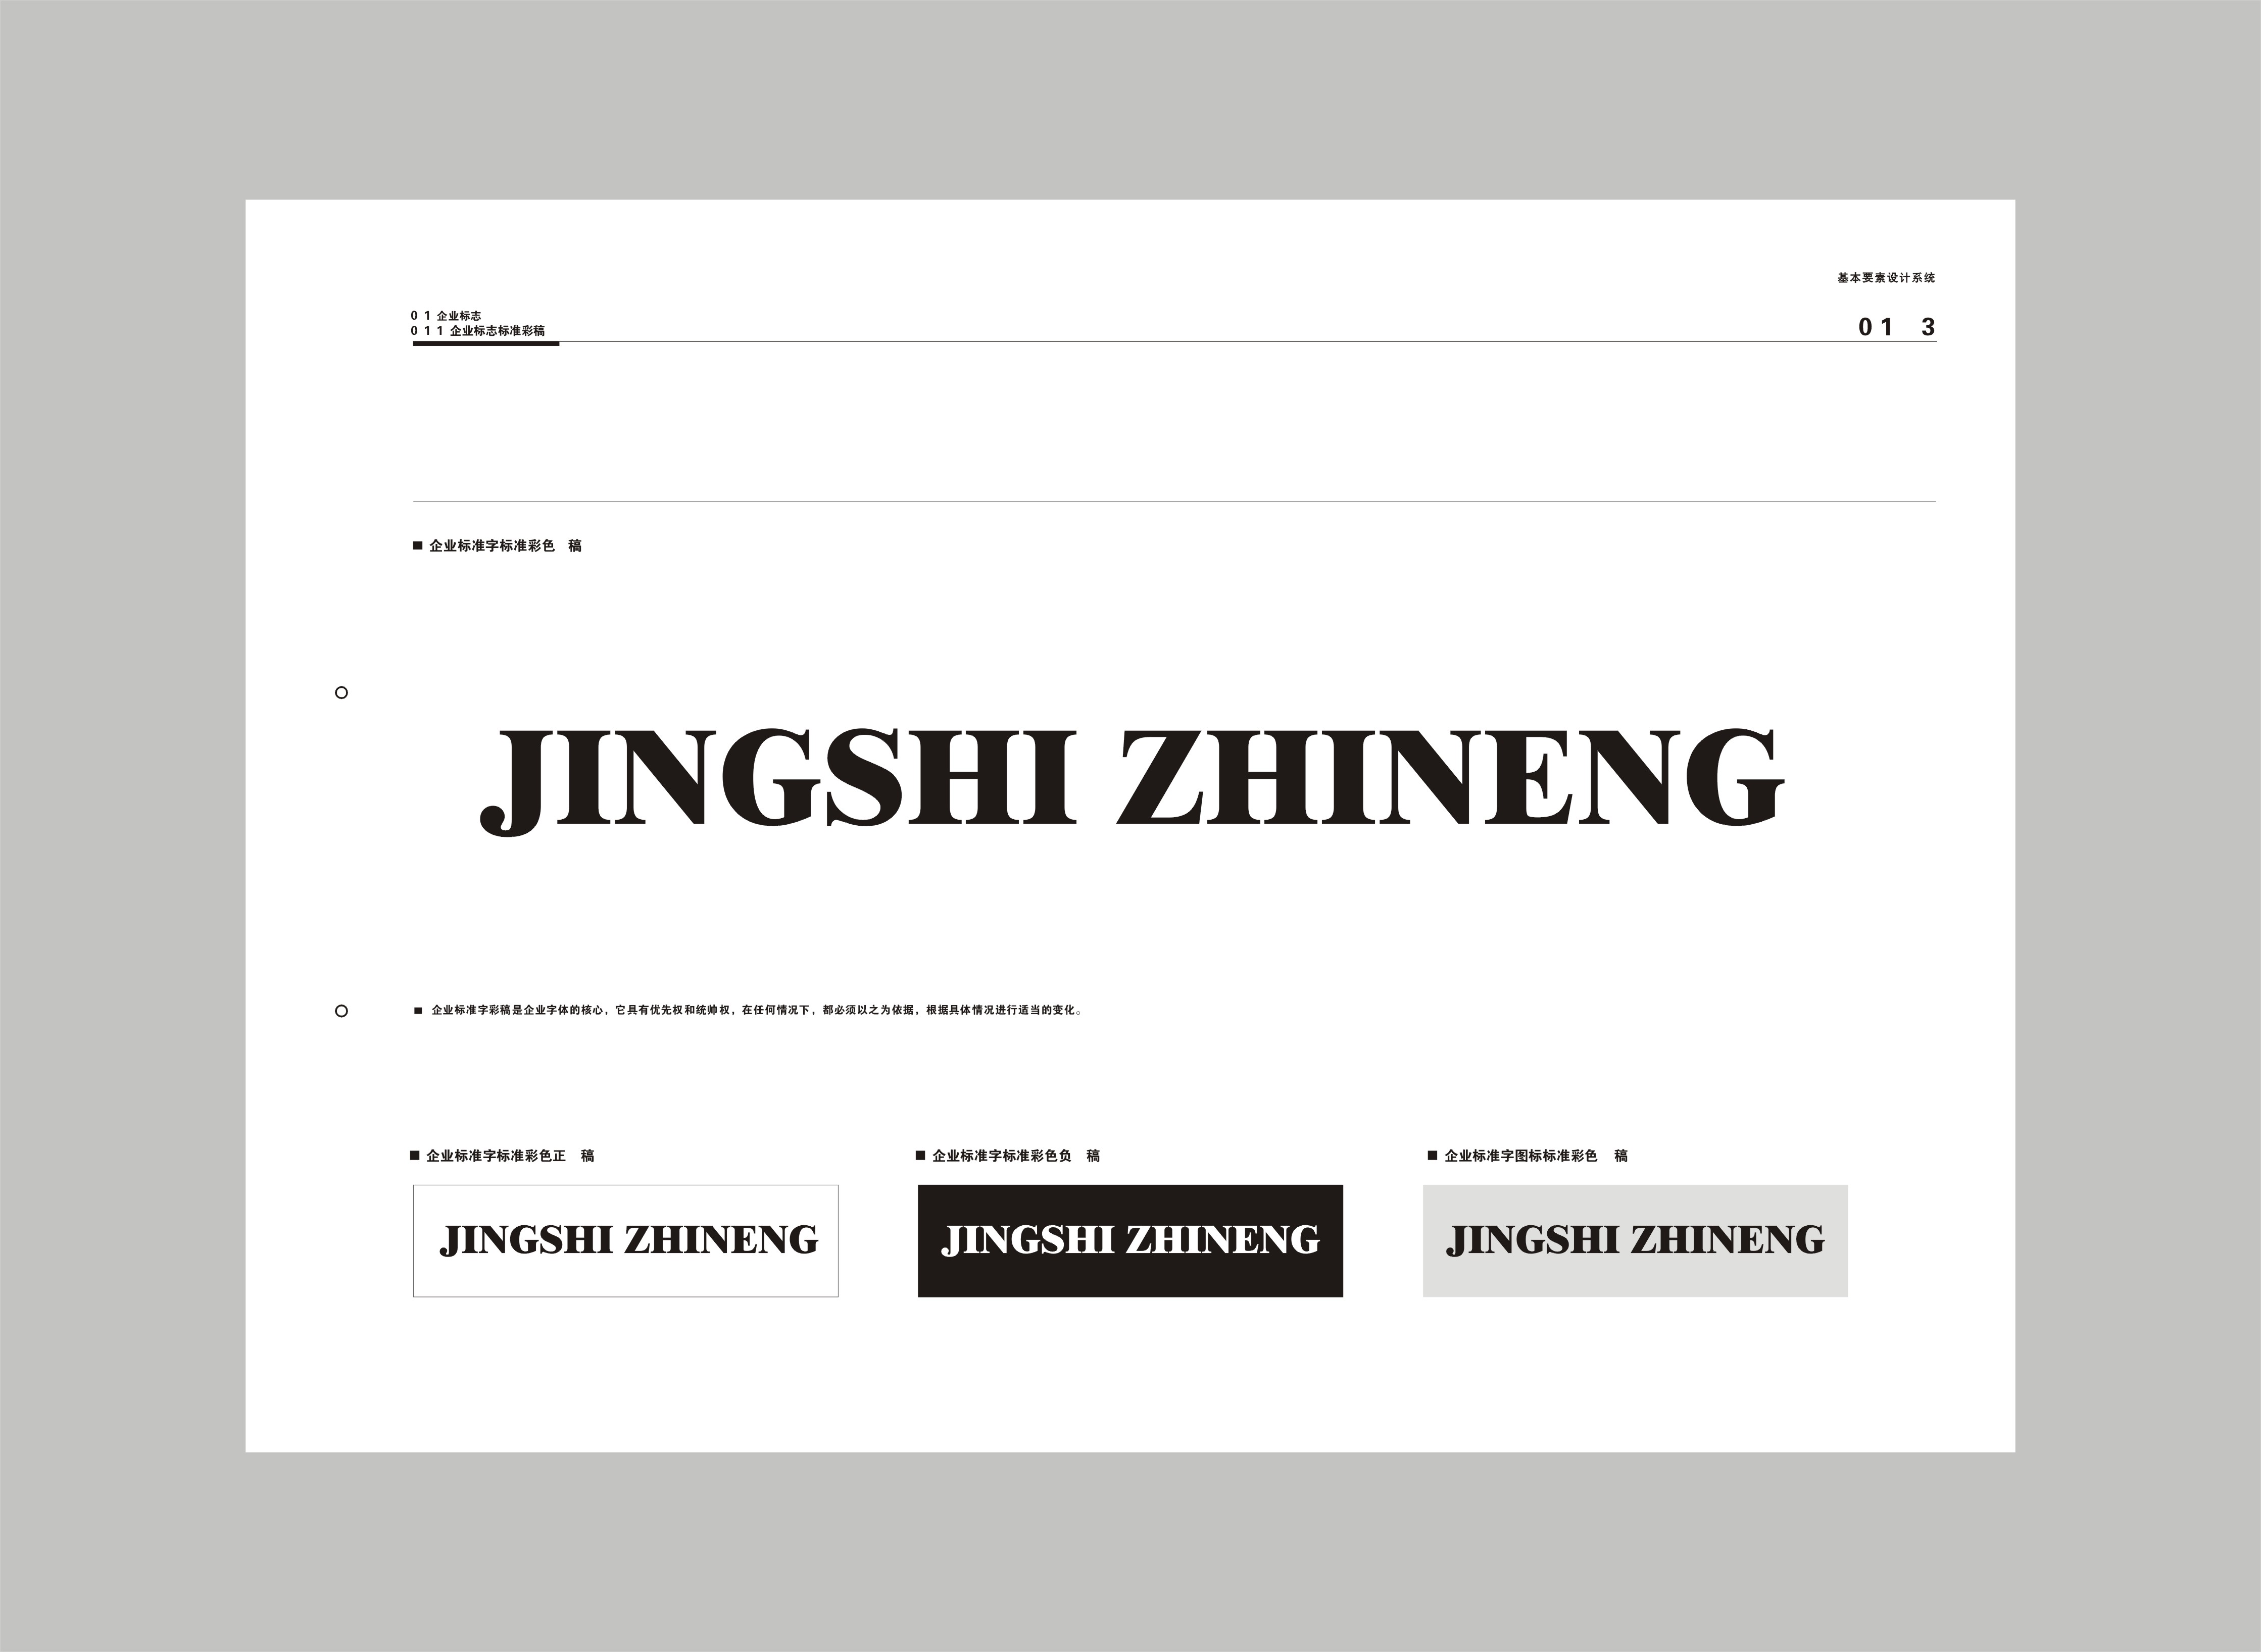 基本要素设计系统
01 企业标志
011 企业标志标准彩稿
01 3
■ 企业标准字标准彩色 稿
JINGSHI ZHINENG
■ 企业标准字彩稿是企业字体的核心，它具有优先权和统帅权，在任何情况下，都必须以之为依据，根据具体情况进行适当的变化。
■ 企业标准字标准彩色正 稿
■ 企业标准字标准彩色负 稿
■ 企业标准字图标标准彩色 稿
JINGSHI ZHINENG
JINGSHI ZHINENG
JINGSHI ZHINENG